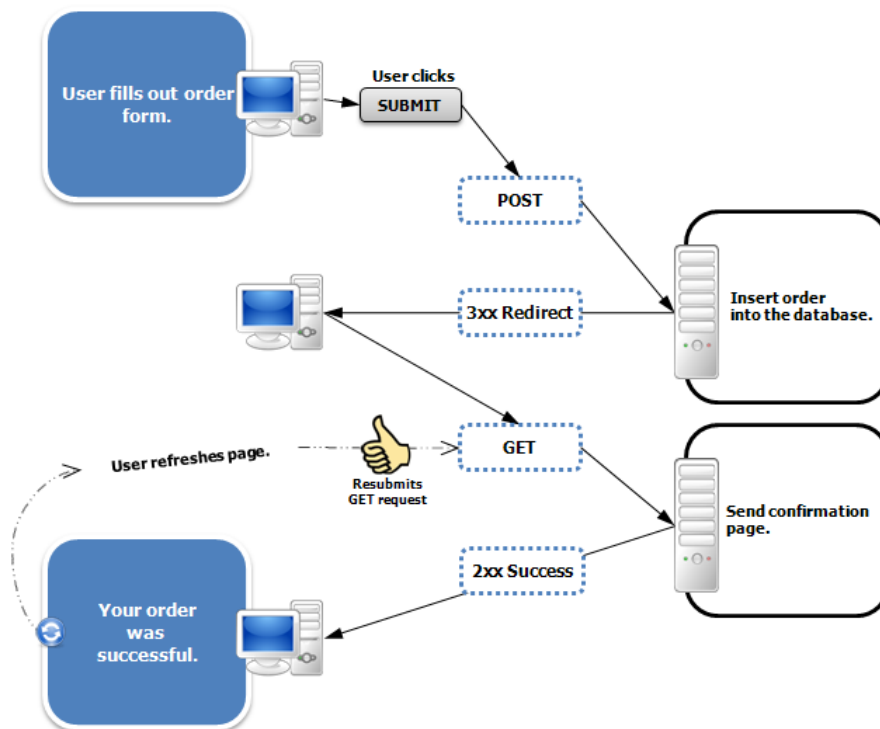 User fills out order
form.
User clicks
SUBMIT
POST
Insert order
into the database.
3xx Redirect
User refreshes page.
Resubmits
GET request
GET
Send confirmation
page.
2xx Success
Your order
was
successful.